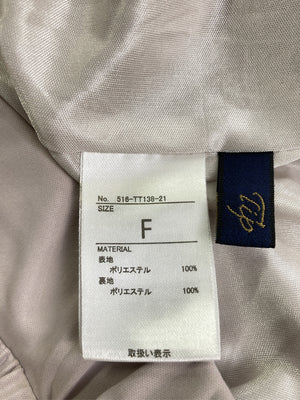 No. 516-TT138-21
SIZE
F
MATERIAL
表地
ポリエステル 100%
裏地
ポリエステル 100%
取扱い表示
Tip